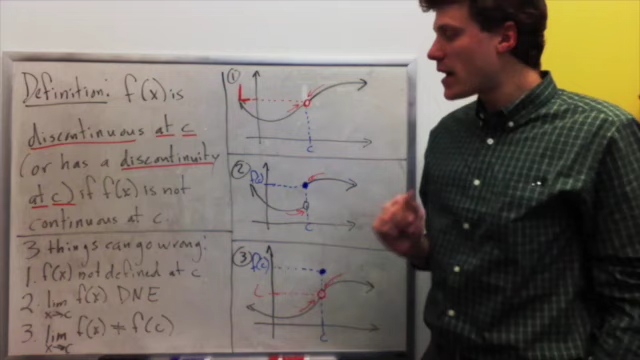 Definition: f(x) is
discontinuous at c
(or has a discontinuity
at c) if f(x) is not
continuous at c.
3 things can go wrong:
1. f(x) not defined at c
2. lim f(x) DNE
x→c
3. lim f(x) ≠ f(c)
x→c
①
L
c
②
f(c)
c
③
f(c)
L
c